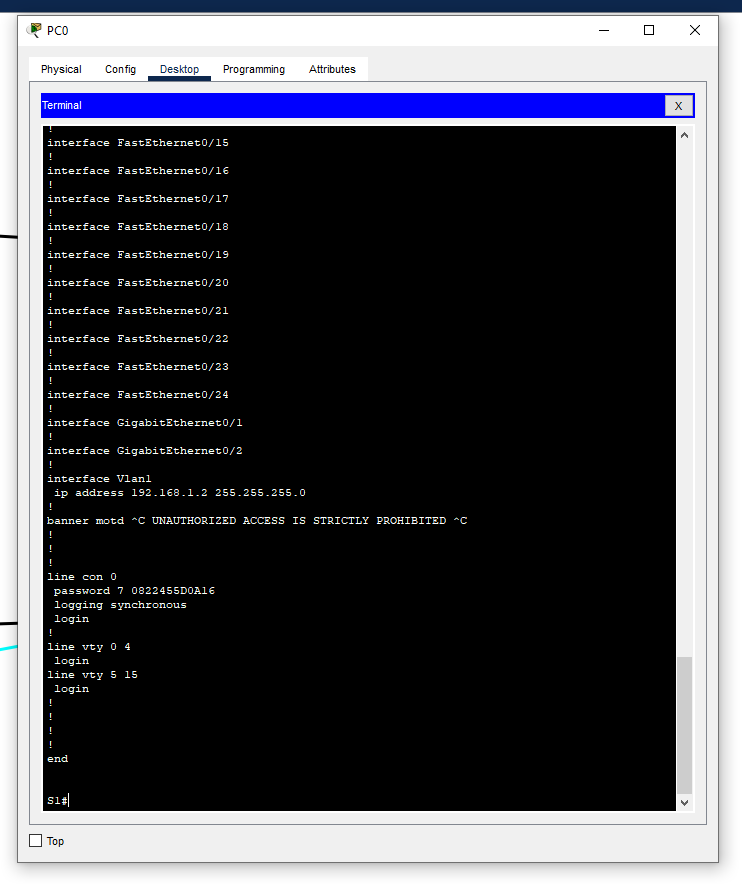 PC0
Physical Config Desktop Programming Attributes
Terminal X
!
interface FastEthernet0/15
!
interface FastEthernet0/16
!
interface FastEthernet0/17
!
interface FastEthernet0/18
!
interface FastEthernet0/19
!
interface FastEthernet0/20
!
interface FastEthernet0/21
!
interface FastEthernet0/22
!
interface FastEthernet0/23
!
interface FastEthernet0/24
!
interface GigabitEthernet0/1
!
interface GigabitEthernet0/2
!
interface Vlan1
 ip address 192.168.1.2 255.255.255.0
!
banner motd ^C UNAUTHORIZED ACCESS IS STRICTLY PROHIBITED ^C
!
!
!
line con 0
 password 7 0822455D0A16
 logging synchronous
 login
!
line vty 0 4
 login
line vty 5 15
 login
!
!
!
!
end
S1#
Top